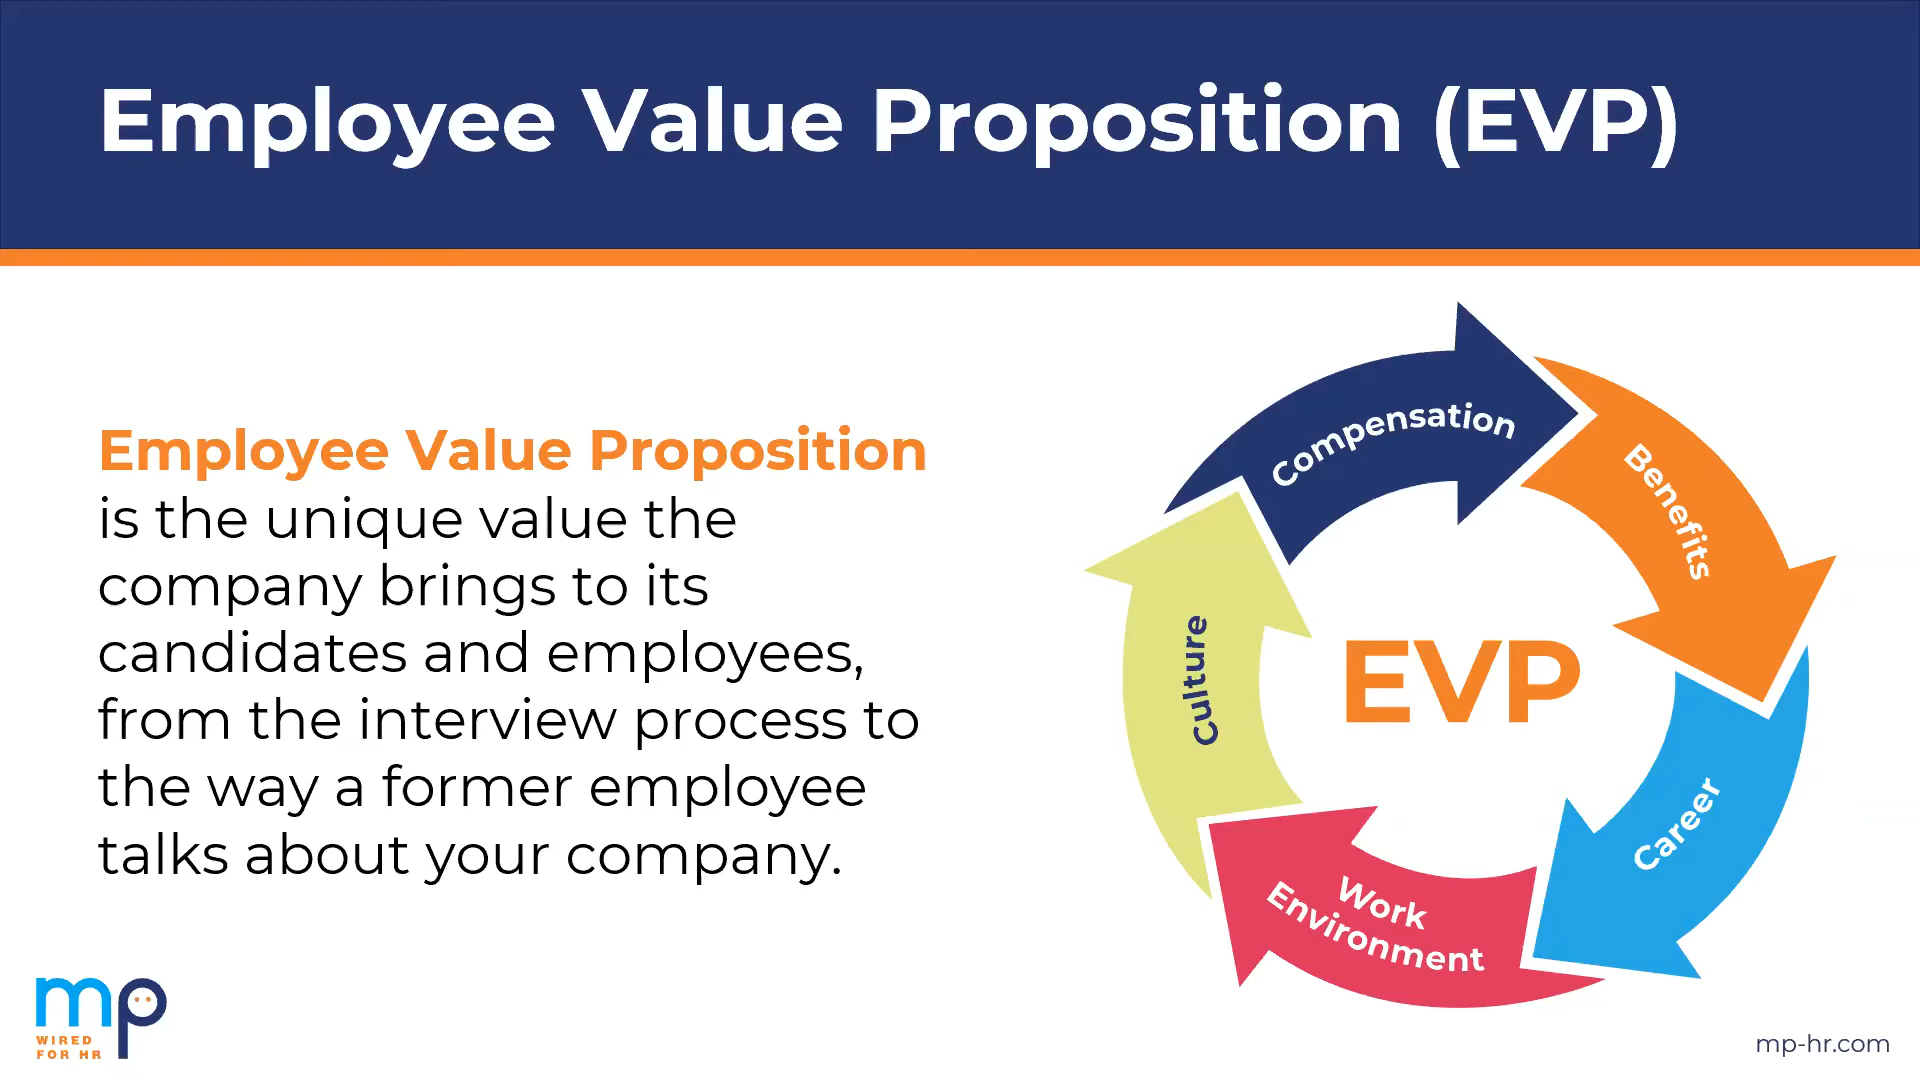 Employee Value Proposition (EVP)
Employee Value Proposition
is the unique value the
company brings to its
candidates and employees,
from the interview process to
the way a former employee
talks about your company.
Compensation
Benefits
Career
Work
Environment
Culture
EVP
mp
WIRED
FOR HR
mp-hr.com